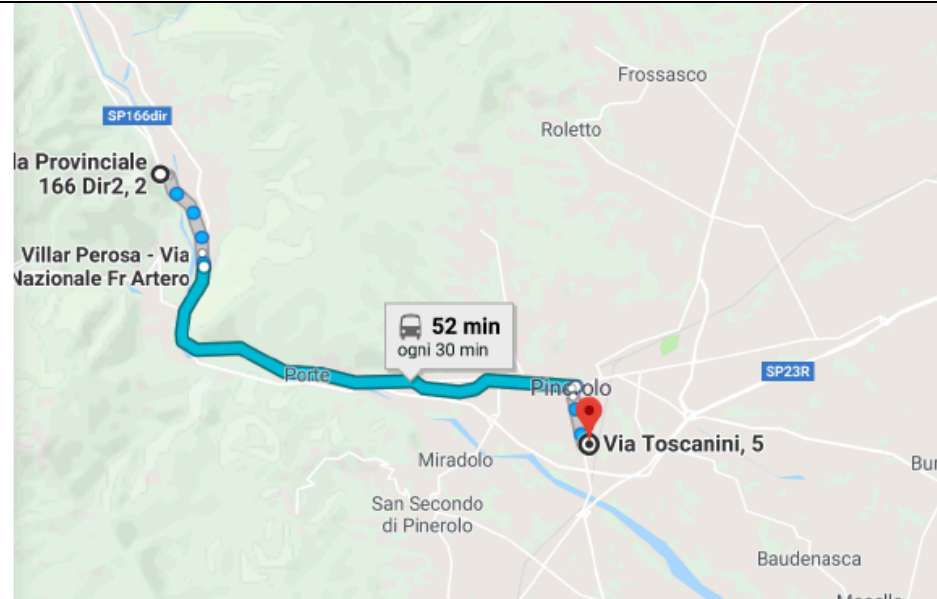 Frossasco
SP166dir
Roletto
la Provinciale
166 Dir2, 2
Villar Perosa - Via
Nazionale Fr Artero
52 min
ogni 30 min
SP23R
Porte
Pinerolo
Via Toscanini, 5
Miradolo
Bur
San Secondo
di Pinerolo
Baudenasca